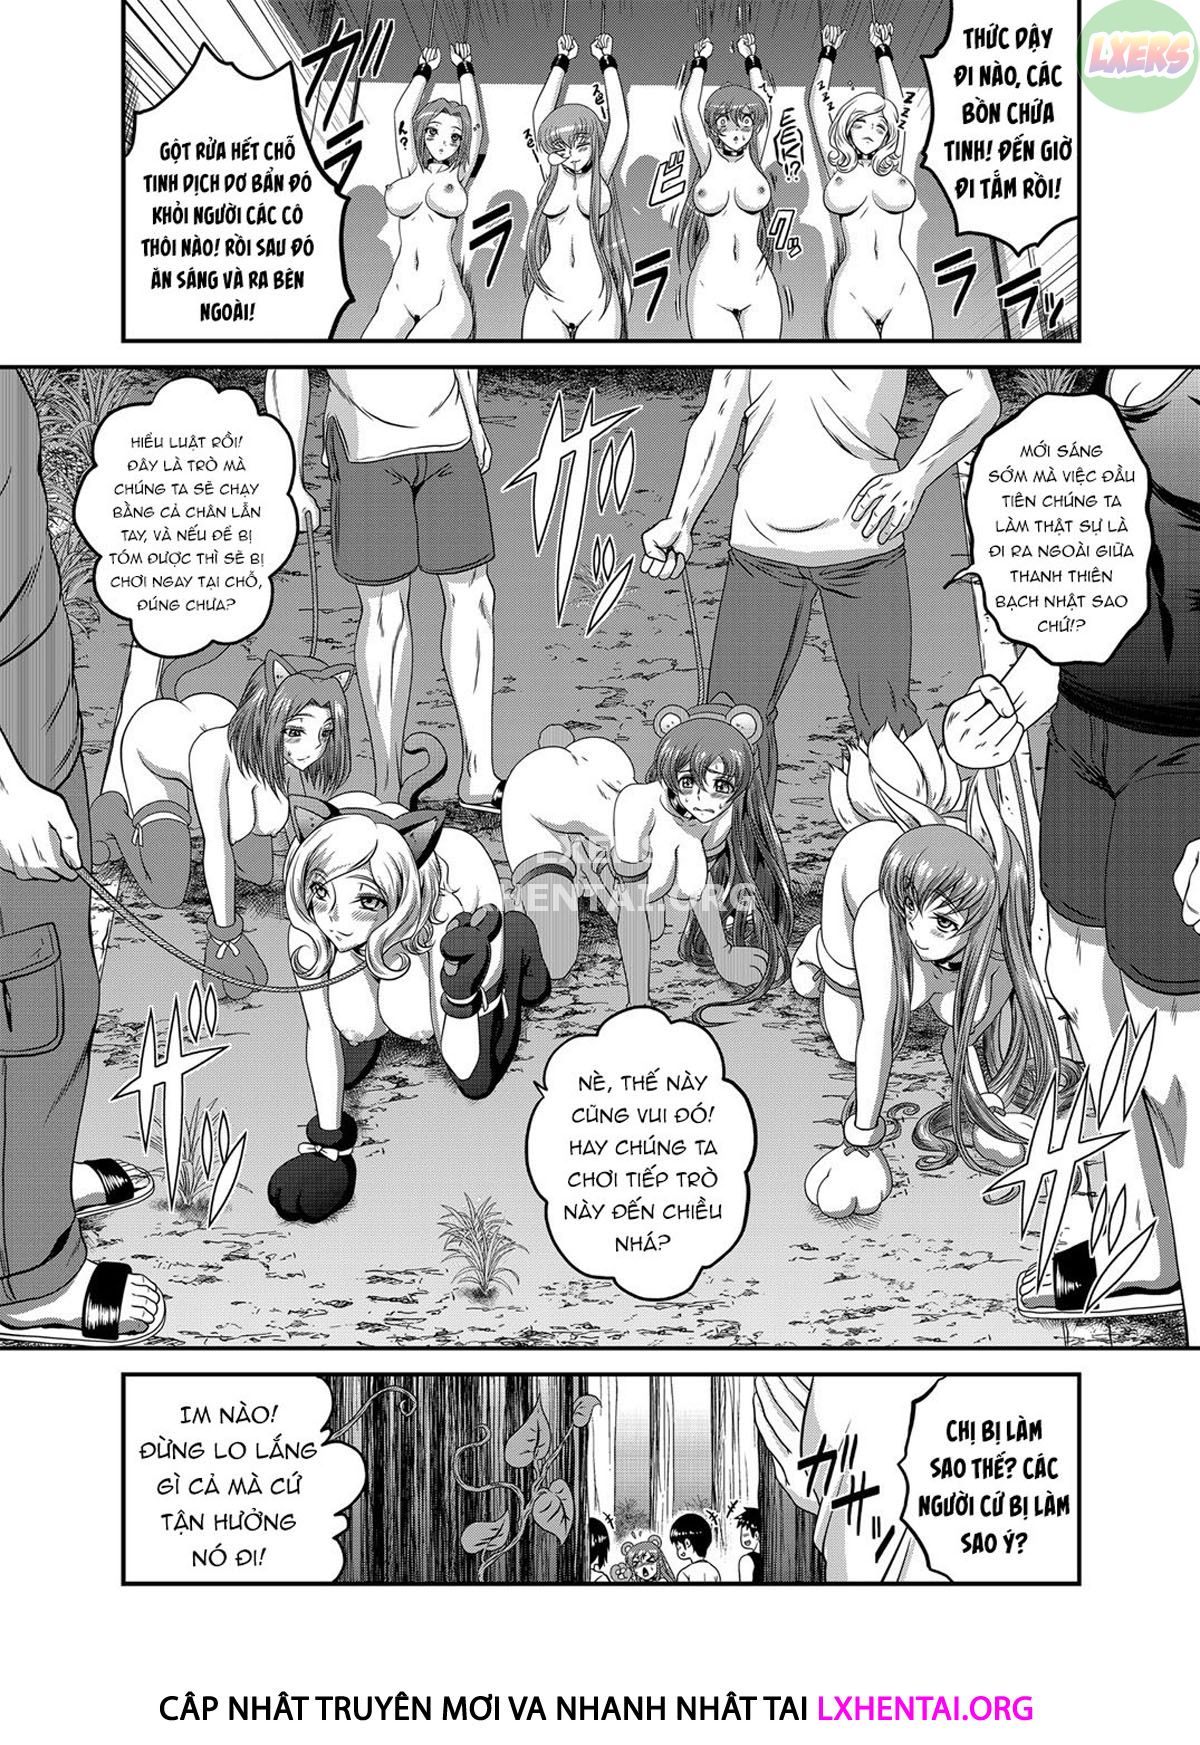 LXERS
THỨC DẬY
ĐI NÀO, CÁC
BỒN CHỨA
TINH! ĐẾN GIỜ
ĐI TẮM RỒI!
EEK!?
GỘT RỬA HẾT CHỖ
TINH DỊCH DƠ BẨN ĐÓ
KHỎI NGƯỜI CÁC CÔ
THÔI NÀO! RỒI SAU ĐÓ
ĂN SÁNG VÀ RA BÊN
NGOÀI!
MỚI SÁNG
SỚM MÀ VIỆC ĐẦU
TIÊN CHÚNG TA
LÀM THẬT SỰ LÀ
ĐI RA NGOÀI GIỮA
THANH THIÊN
BẠCH NHẬT SAO
CHỨ!?
HIỂU LUẬT RỒI!
ĐÂY LÀ TRÒ MÀ
CHÚNG TA SẼ CHẠY
BẰNG CẢ CHÂN LẪN
TAY, VÀ NẾU ĐỂ BỊ
TÓM ĐƯỢC THÌ SẼ BỊ
CHƠI NGAY TẠI CHỖ,
ĐÚNG CHƯA?
NÈ, THẾ NÀY
CŨNG VUI ĐÓ!
HAY CHÚNG TA
CHƠI TIẾP TRÒ
NÀY ĐẾN CHIỀU
NHÁ?
CHỊ BỊ LÀM
SAO THẾ? CÁC
NGƯỜI CỨ BỊ LÀM
SAO Ý?
IM NÀO!
ĐỪNG LO LẮNG
GÌ CẢ MÀ CỨ
TẬN HƯỞNG
NÓ ĐI!
CẬP NHẬT TRUYỆN MỚI VÀ NHANH NHẤT TẠI LXHENTAI.ORG